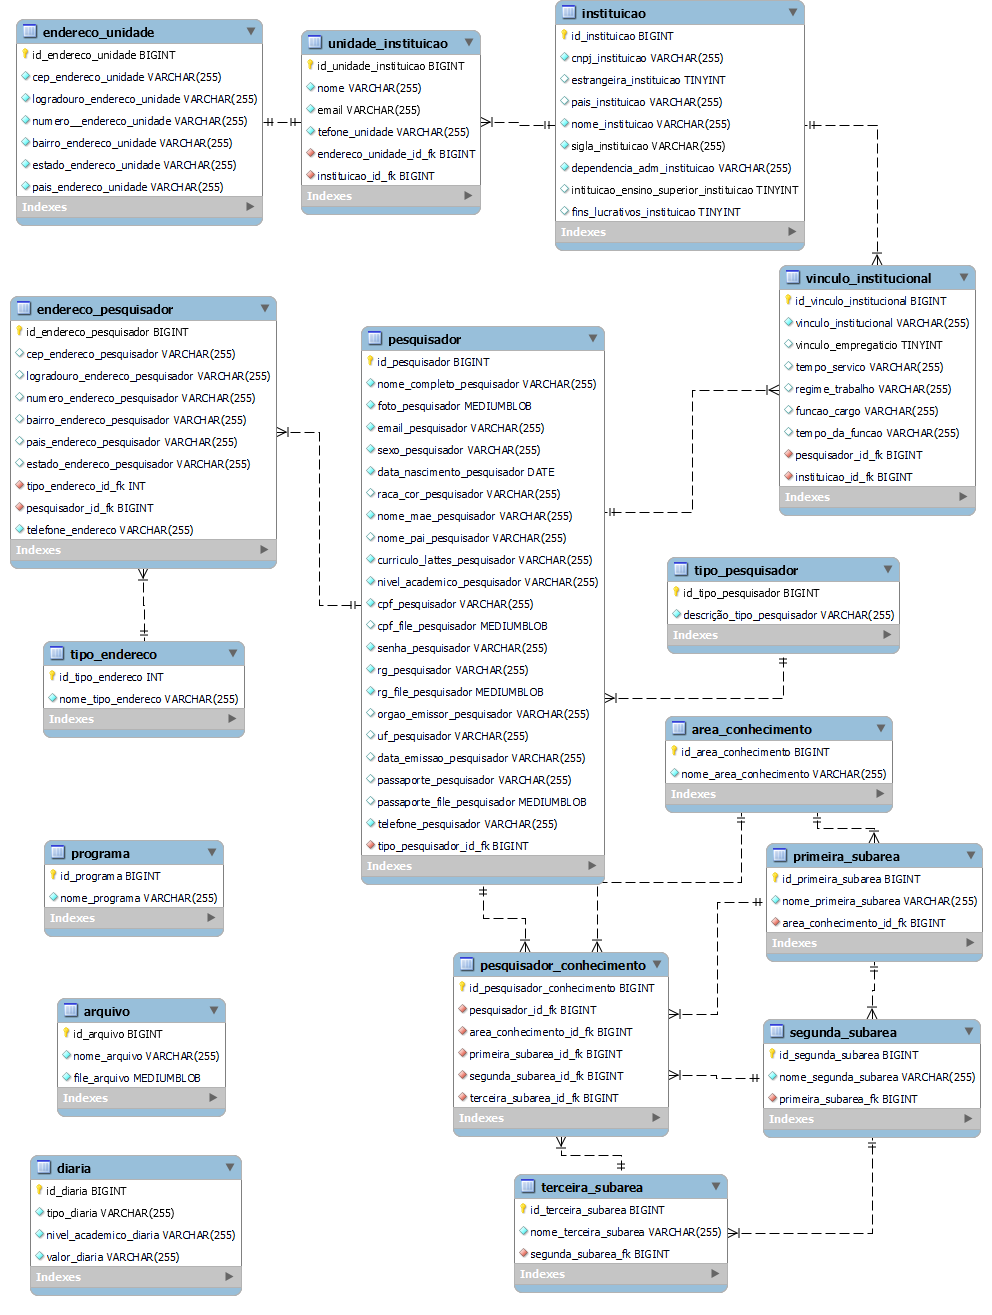 endereco_unidade
id_endereco_unidade BIGINT
cep_endereco_unidade VARCHAR(255)
logradouro_endereco_unidade VARCHAR(255)
numero__endereco_unidade VARCHAR(255)
bairro_endereco_unidade VARCHAR(255)
estado_endereco_unidade VARCHAR(255)
pais_endereco_unidade VARCHAR(255)
Indexes
unidade_instituicao
id_unidade_instituicao BIGINT
nome VARCHAR(255)
email VARCHAR(255)
tefone_unidade VARCHAR(255)
endereco_unidade_id_fk BIGINT
instituicao_id_fk BIGINT
Indexes
instituicao
id_instituicao BIGINT
cnpj_instituicao VARCHAR(255)
estrangeira_instituicao TINYINT
pais_instituicao VARCHAR(255)
nome_instituicao VARCHAR(255)
sigla_instituicao VARCHAR(255)
dependencia_adm_instituicao VARCHAR(255)
intituicao_ensino_superior_instituicao TINYINT
fins_lucrativos_instituicao TINYINT
Indexes
vinculo_institucional
id_vinculo_institucional BIGINT
vinculo_institucional VARCHAR(255)
vinculo_empregaticio TINYINT
tempo_servico VARCHAR(255)
regime_trabalho VARCHAR(255)
funcao_cargo VARCHAR(255)
tempo_da_funcao VARCHAR(255)
pesquisador_id_fk BIGINT
instituicao_id_fk BIGINT
Indexes
endereco_pesquisador
id_endereco_pesquisador BIGINT
cep_endereco_pesquisador VARCHAR(255)
logradouro_endereco_pesquisador VARCHAR(255)
numero_endereco_pesquisador VARCHAR(255)
bairro_endereco_pesquisador VARCHAR(255)
pais_endereco_pesquisador VARCHAR(255)
estado_endereco_pesquisador VARCHAR(255)
tipo_endereco_id_fk INT
pesquisador_id_fk BIGINT
telefone_endereco VARCHAR(255)
Indexes
pesquisador
id_pesquisador BIGINT
nome_completo_pesquisador VARCHAR(255)
foto_pesquisador MEDIUMBLOB
email_pesquisador VARCHAR(255)
sexo_pesquisador VARCHAR(255)
data_nascimento_pesquisador DATE
raca_cor_pesquisador VARCHAR(255)
nome_mae_pesquisador VARCHAR(255)
nome_pai_pesquisador VARCHAR(255)
curriculo_lattes_pesquisador VARCHAR(255)
nivel_academico_pesquisador VARCHAR(255)
cpf_pesquisador VARCHAR(255)
cpf_file_pesquisador MEDIUMBLOB
senha_pesquisador VARCHAR(255)
rg_pesquisador VARCHAR(255)
rg_file_pesquisador MEDIUMBLOB
orgao_emissor_pesquisador VARCHAR(255)
uf_pesquisador VARCHAR(255)
data_emissao_pesquisador VARCHAR(255)
passaporte_pesquisador VARCHAR(255)
passaporte_file_pesquisador MEDIUMBLOB
telefone_pesquisador VARCHAR(255)
tipo_pesquisador_id_fk BIGINT
Indexes
tipo_pesquisador
id_tipo_pesquisador BIGINT
descrição_tipo_pesquisador VARCHAR(255)
Indexes
tipo_endereco
id_tipo_endereco INT
nome_tipo_endereco VARCHAR(255)
Indexes
area_conhecimento
id_area_conhecimento BIGINT
nome_area_conhecimento VARCHAR(255)
Indexes
programa
id_programa BIGINT
nome_programa VARCHAR(255)
Indexes
primeira_subarea
id_primeira_subarea BIGINT
nome_primeira_subarea VARCHAR(255)
area_conhecimento_id_fk BIGINT
Indexes
pesquisador_conhecimento
id_pesquisador_conhecimento BIGINT
pesquisador_id_fk BIGINT
area_conhecimento_id_fk BIGINT
primeira_subarea_id_fk BIGINT
segunda_subarea_id_fk BIGINT
terceira_subarea_id_fk BIGINT
Indexes
arquivo
id_arquivo BIGINT
nome_arquivo VARCHAR(255)
file_arquivo MEDIUMBLOB
Indexes
segunda_subarea
id_segunda_subarea BIGINT
nome_segunda_subarea VARCHAR(255)
primeira_subarea_fk BIGINT
Indexes
diaria
id_diaria BIGINT
tipo_diaria VARCHAR(255)
nivel_academico_diaria VARCHAR(255)
valor_diaria VARCHAR(255)
Indexes
terceira_subarea
id_terceira_subarea BIGINT
nome_terceira_subarea VARCHAR(255)
segunda_subarea_fk BIGINT
Indexes